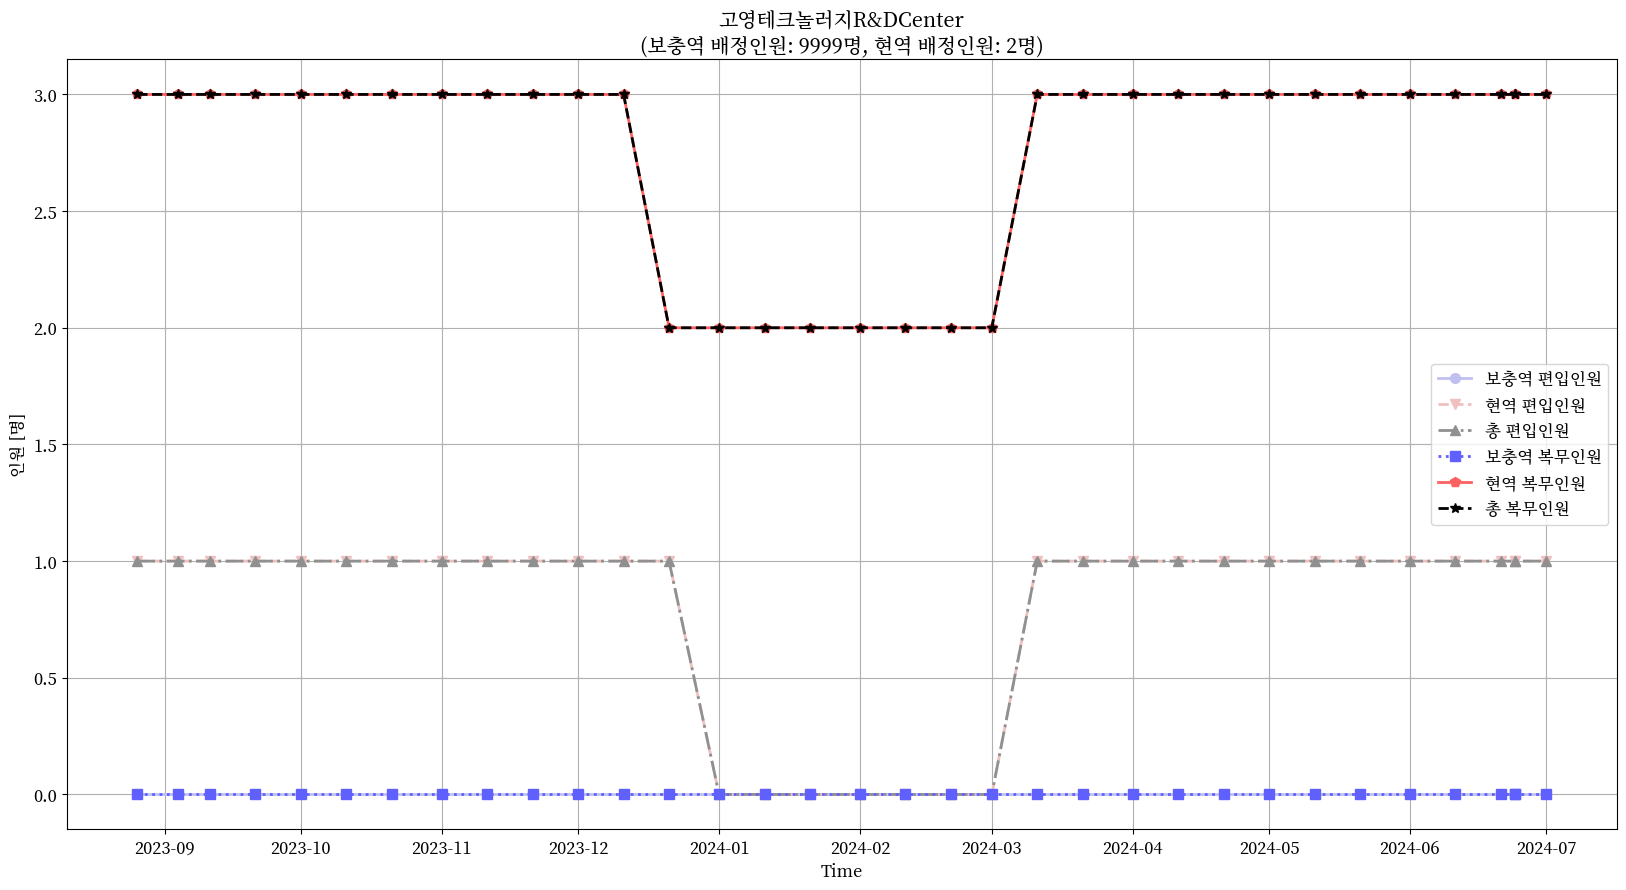 고영테크놀러지R&DCenter
(보충역 배정인원: 9999명, 현역 배정인원: 2명)
3.0
2.5
2.0
1.5
1.0
0.5
0.0
인원 [명]
보충역 편입인원
현역 편입인원
총 편입인원
보충역 복무인원
현역 복무인원
총 복무인원
2023-09 2023-10 2023-11 2023-12 2024-01 2024-02 2024-03 2024-04 2024-05 2024-06 2024-07
Time